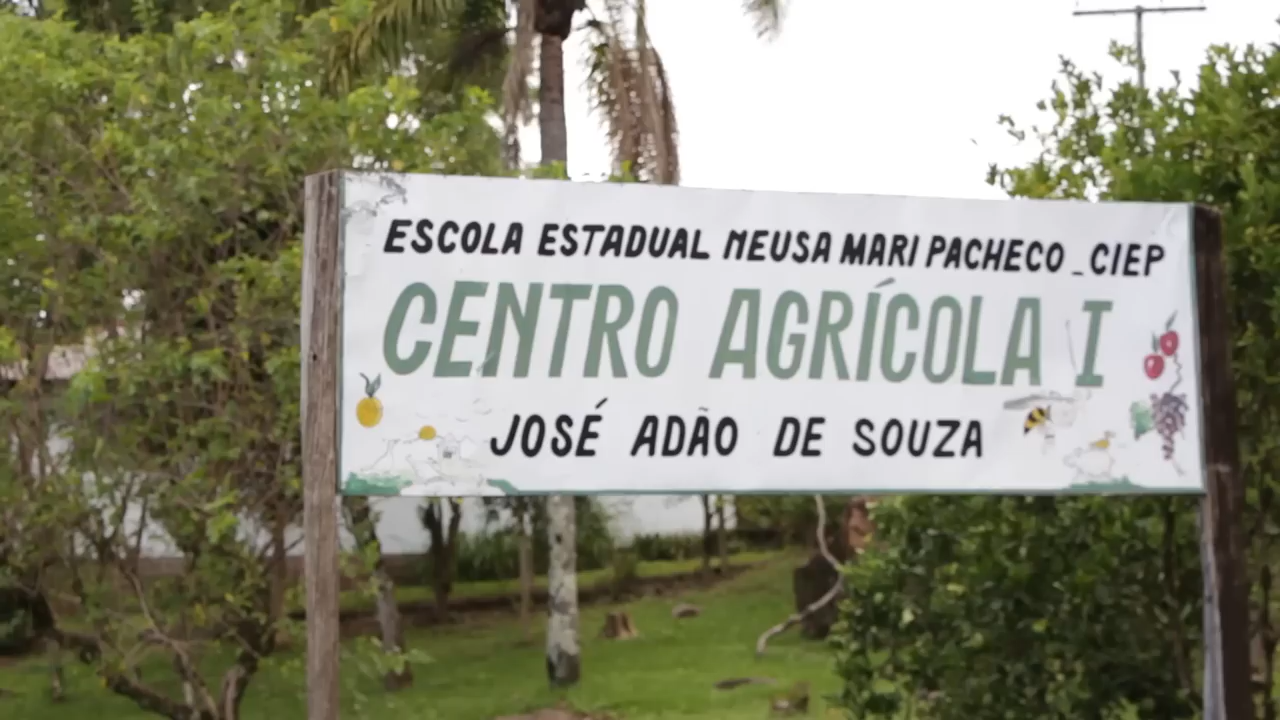 ESCOLA ESTADUAL NEUSA MARI PACHECO _ CIEP
CENTRO AGRÍCOLA I
JOSÉ ADÃO DE SOUZA